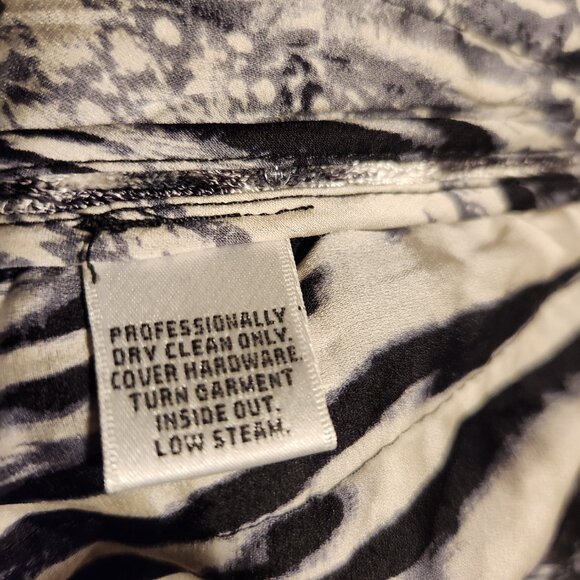 PROFESSIONALLY
DRY CLEAN ONLY.
COVER HARDWARE.
TURN GARMENT
INSIDE OUT.
LOW STEAM.